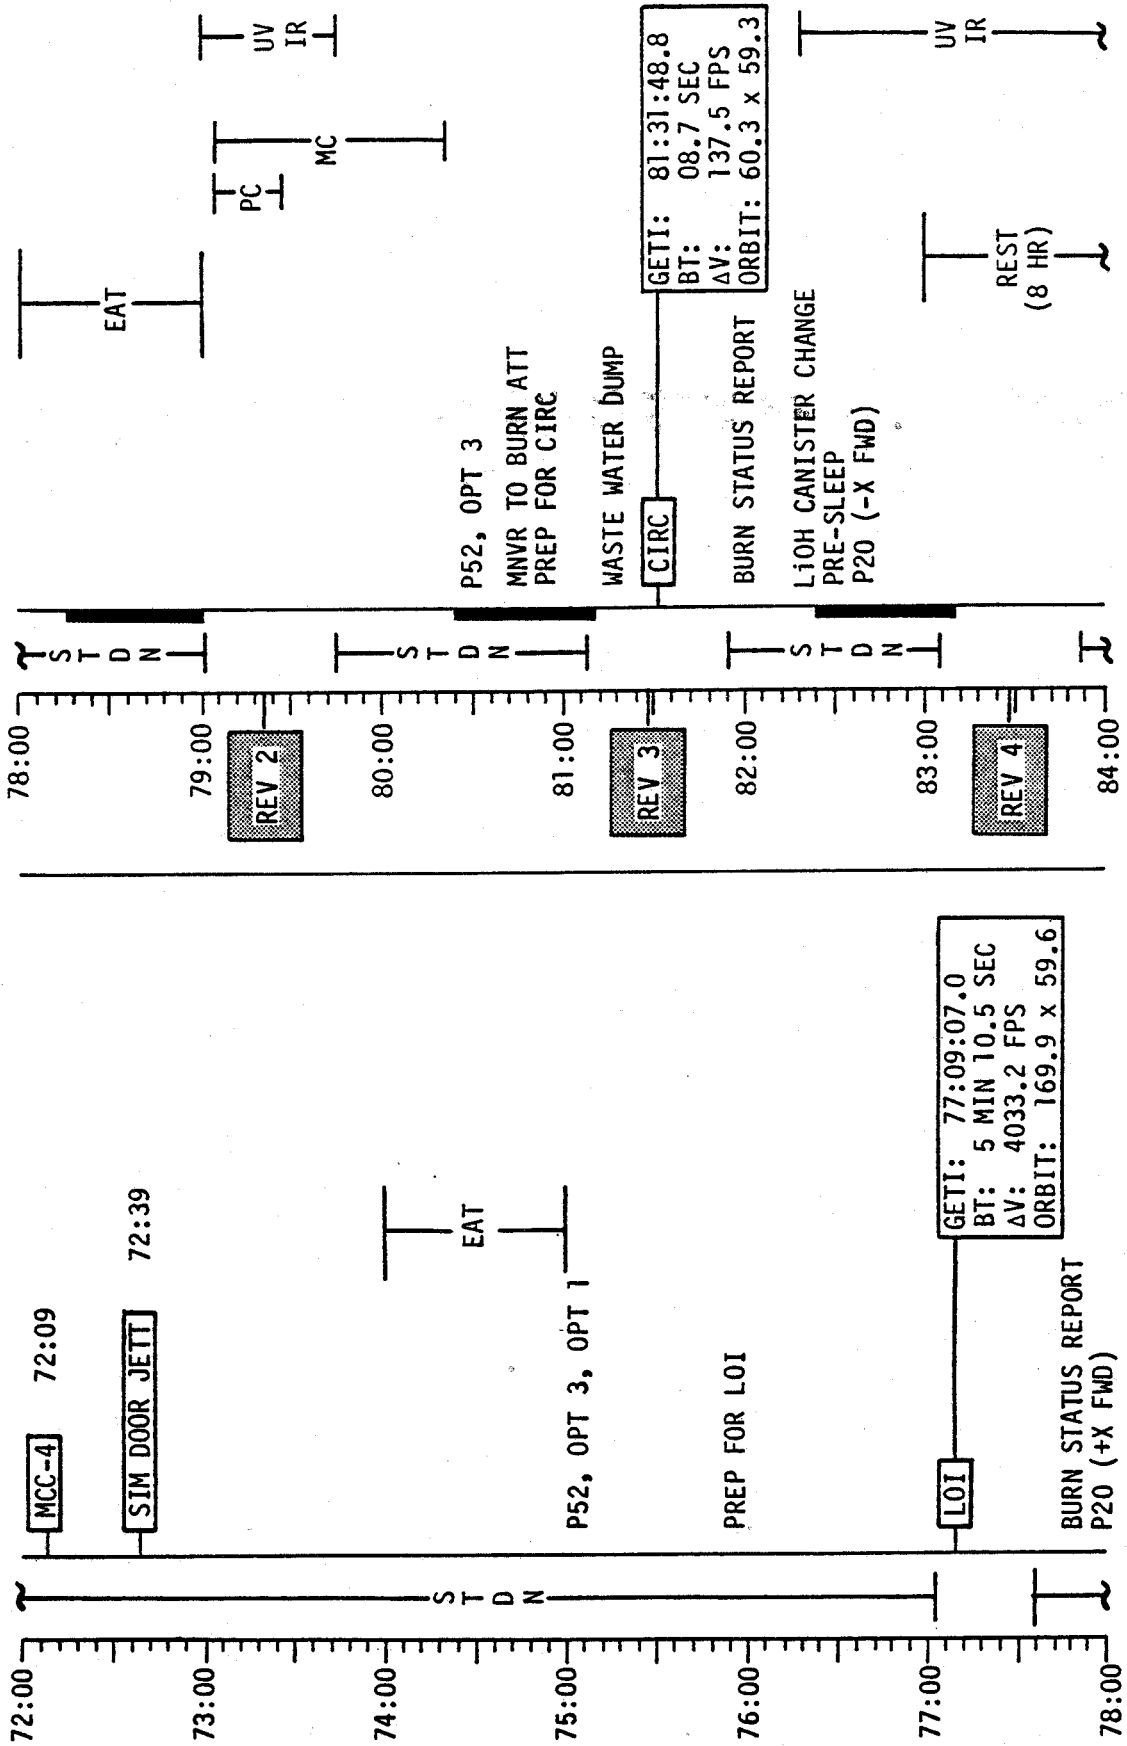 72:00
73:00
74:00
75:00
76:00
77:00
78:00
STDN
MCC-4 72:09
SIM DOOR JETT 72:39
EAT
P52, OPT 3, OPT 1
PREP FOR LOI
LOI
GETI: 77:09:07.0
BT: 5 MIN 10.5 SEC
ΔV: 4033.2 FPS
ORBIT: 169.9 x 59.6
BURN STATUS REPORT
P20 (+X FWD)
78:00
79:00
80:00
81:00
82:00
83:00
84:00
REV 2
REV 3
REV 4
STDN
STDN
STDN
EAT
PC
MC
UV
IR
P52, OPT 3
MNVR TO BURN ATT
PREP FOR CIRC
WASTE WATER DUMP
CIRC
GETI: 81:31:48.8
BT: 08.7 SEC
ΔV: 137.5 FPS
ORBIT: 60.3 x 59.3
BURN STATUS REPORT
LiOH CANISTER CHANGE
PRE-SLEEP
P20 (-X FWD)
REST
(8 HR)
UV
IR